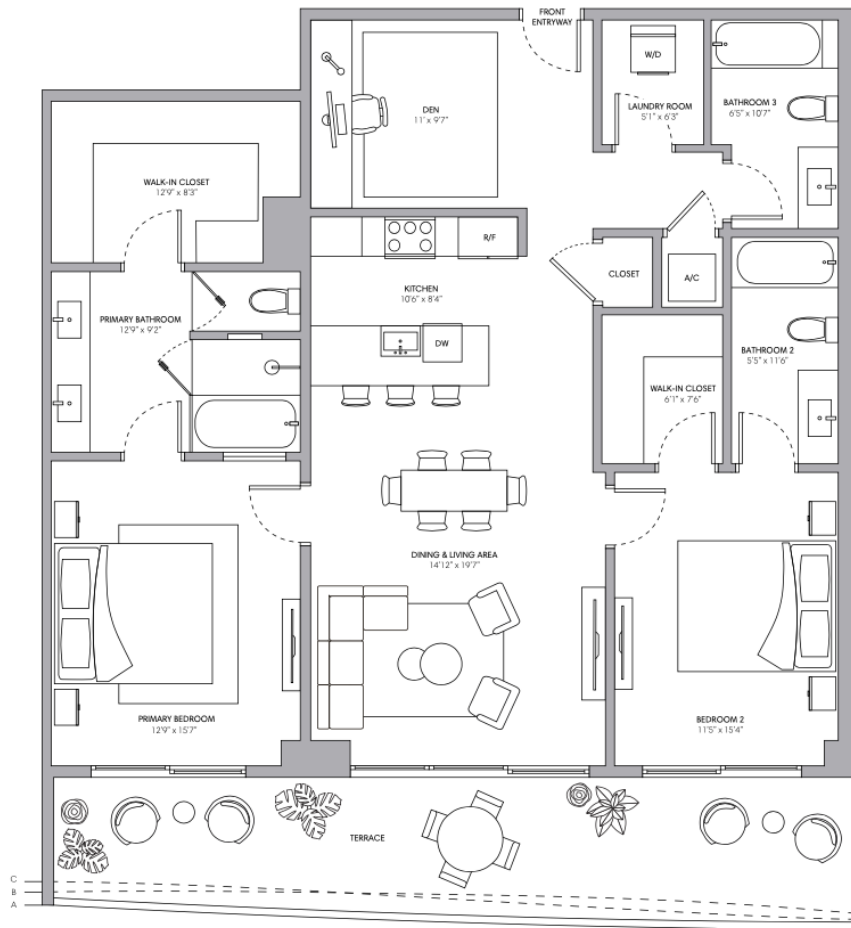 FRONT
ENTRYWAY
W/D
DEN
11' x 9'7"
LAUNDRY ROOM
5'1" x 6'3"
BATHROOM 3
6'5" x 10'7"
WALK-IN CLOSET
12'9" x 8'3"
R/F
KITCHEN
10'6" x 8'4"
CLOSET
A/C
PRIMARY BATHROOM
12'9" x 9'2"
DW
BATHROOM 2
5'5" x 11'6"
WALK-IN CLOSET
6'1" x 7'6"
DINING & LIVING AREA
14'12" x 19'7"
PRIMARY BEDROOM
12'9" x 15'7"
BEDROOM 2
11'5" x 15'4"
TERRACE
C
B
A